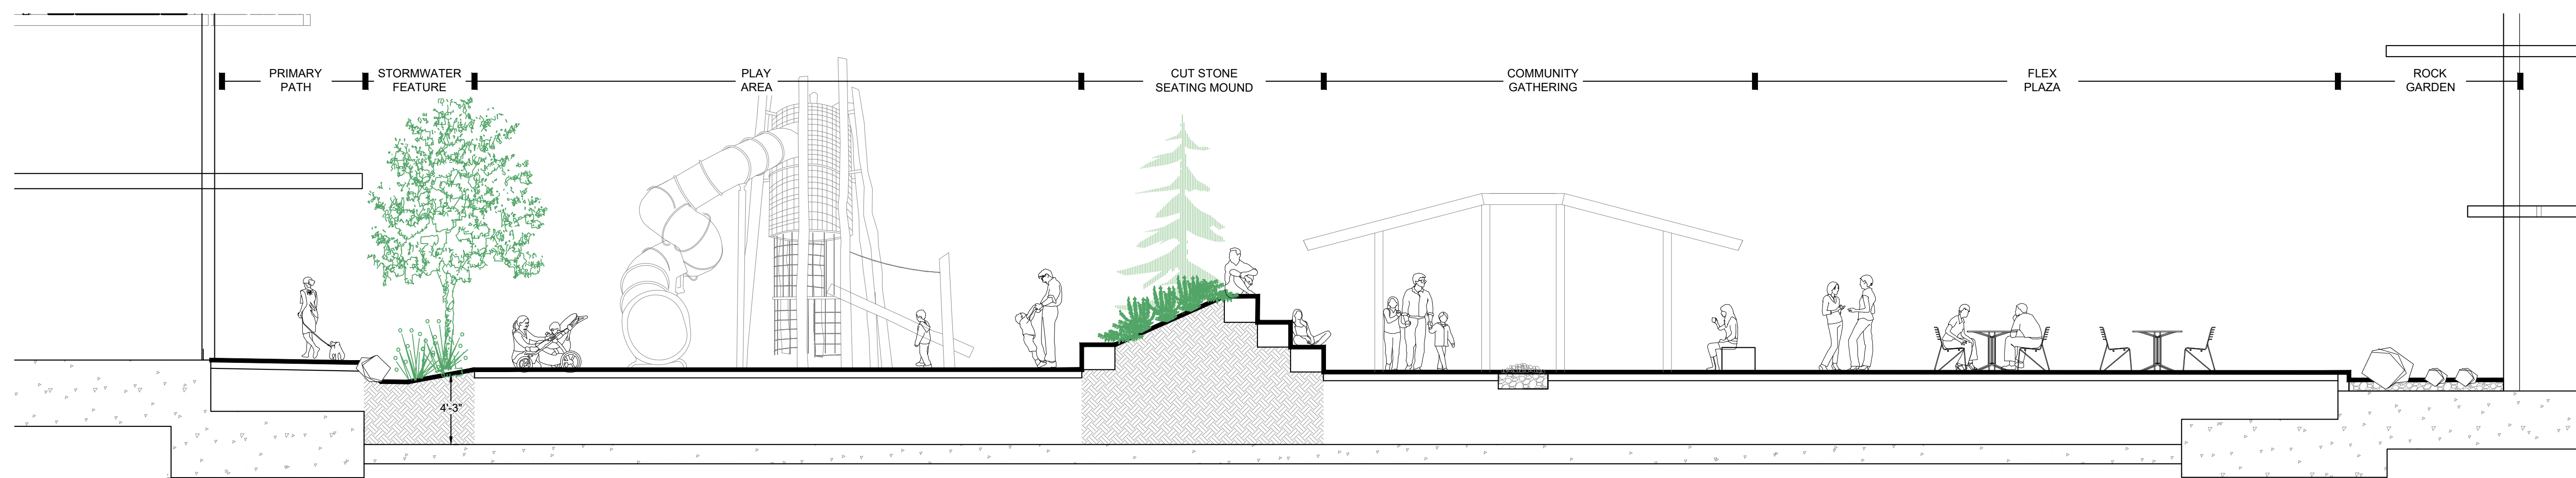 PRIMARY
PATH
STORMWATER
FEATURE
PLAY
AREA
CUT STONE
SEATING MOUND
COMMUNITY
GATHERING
FLEX
PLAZA
ROCK
GARDEN
4'-3"